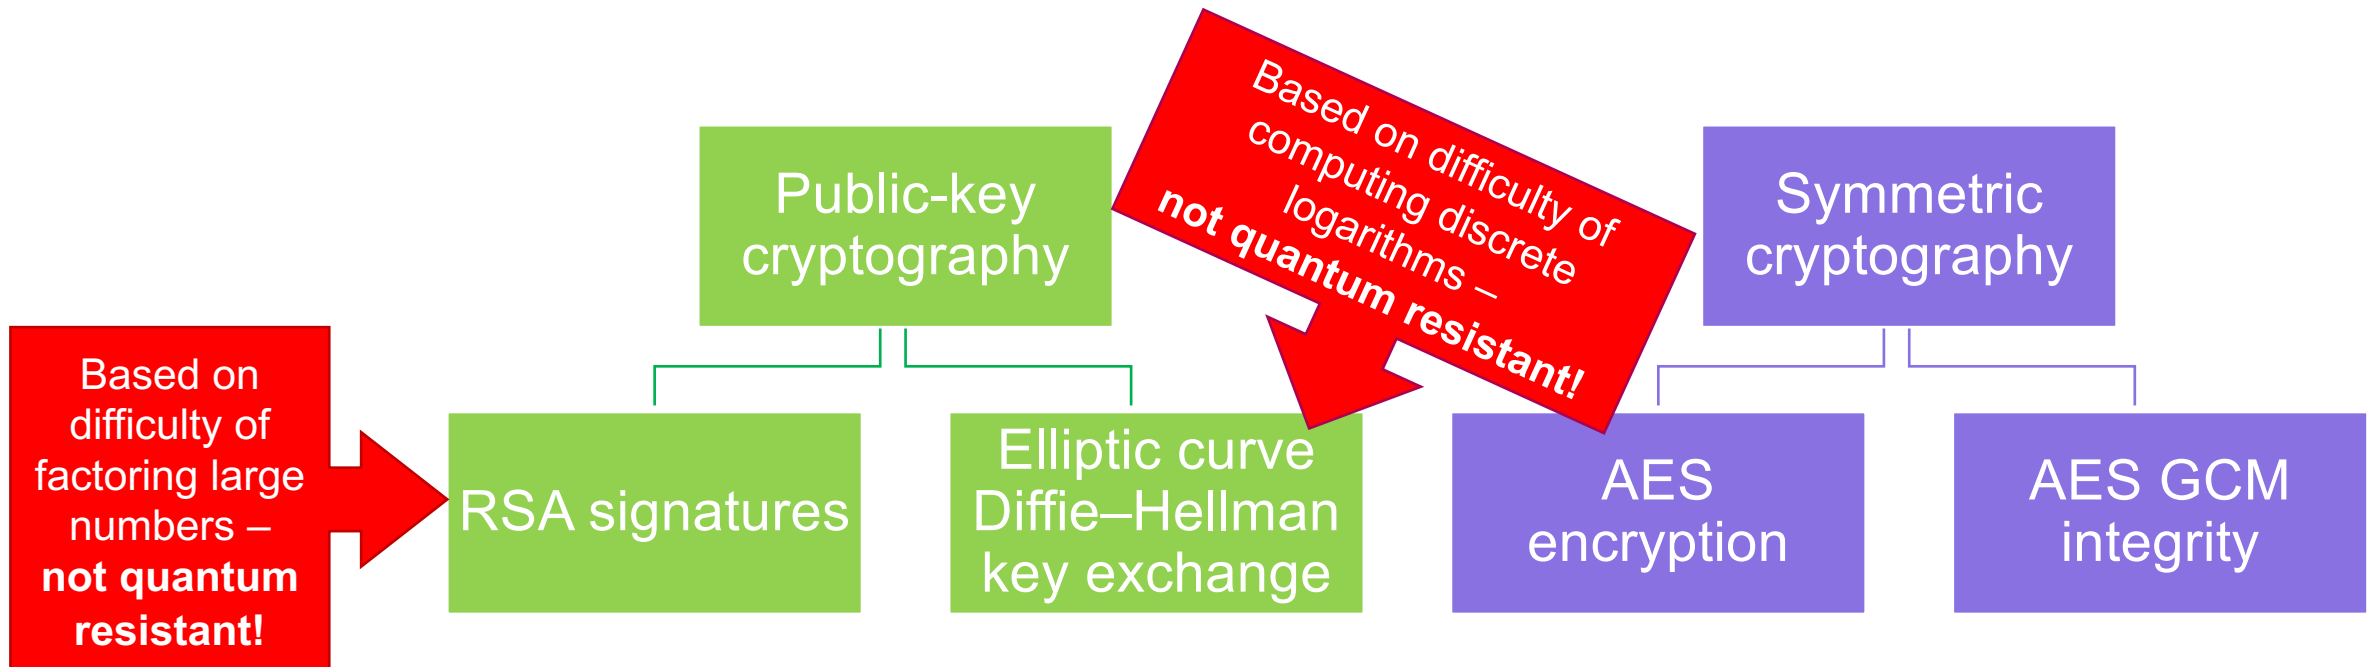 Public-key
cryptography
Based on difficulty of
computing discrete
logarithms –
not quantum resistant!
Symmetric
cryptography
Based on
difficulty of
factoring large
numbers –
not quantum
resistant!
RSA signatures
Elliptic curve
Diffie–Hellman
key exchange
AES
encryption
AES GCM
integrity